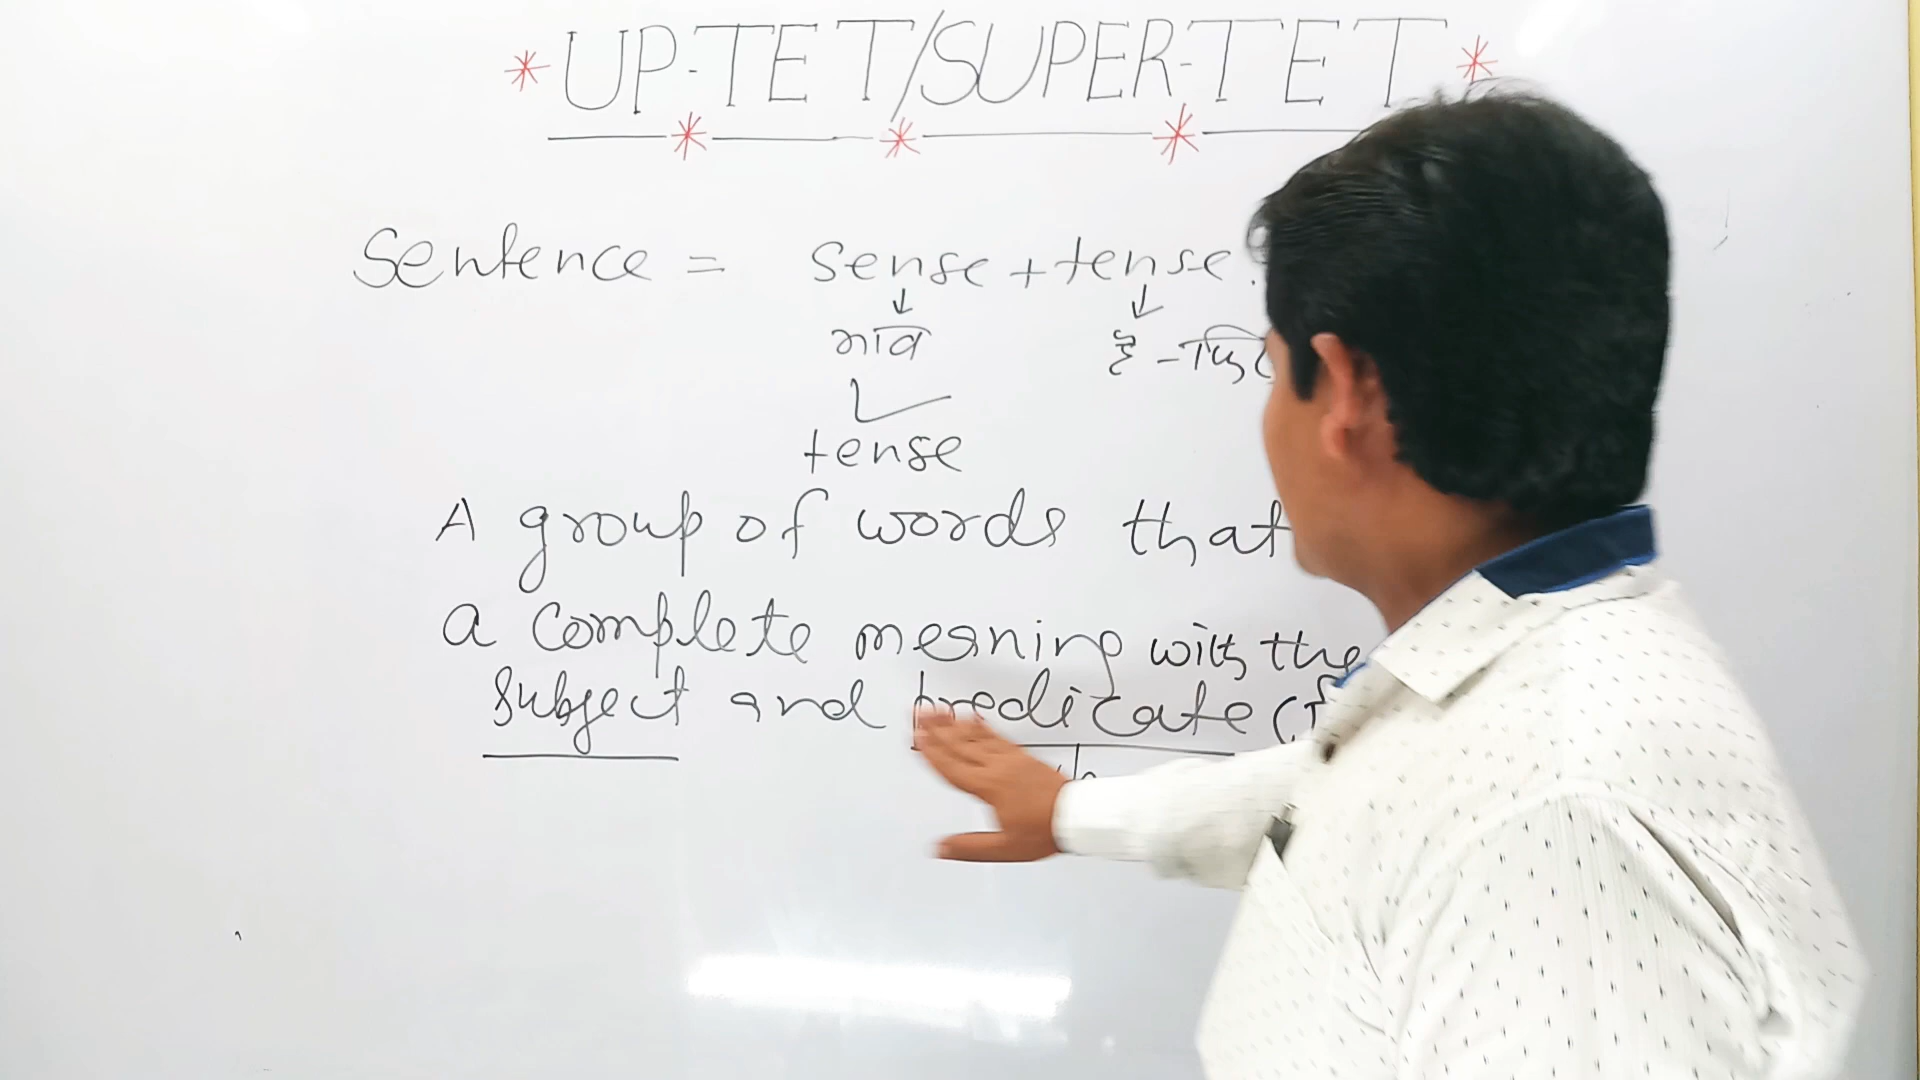 * UP-TET/SUPER-TET *
Sentence = Sense + tense.
भाव
tense
A group of words that
a complete meaning with the
subject and predicate